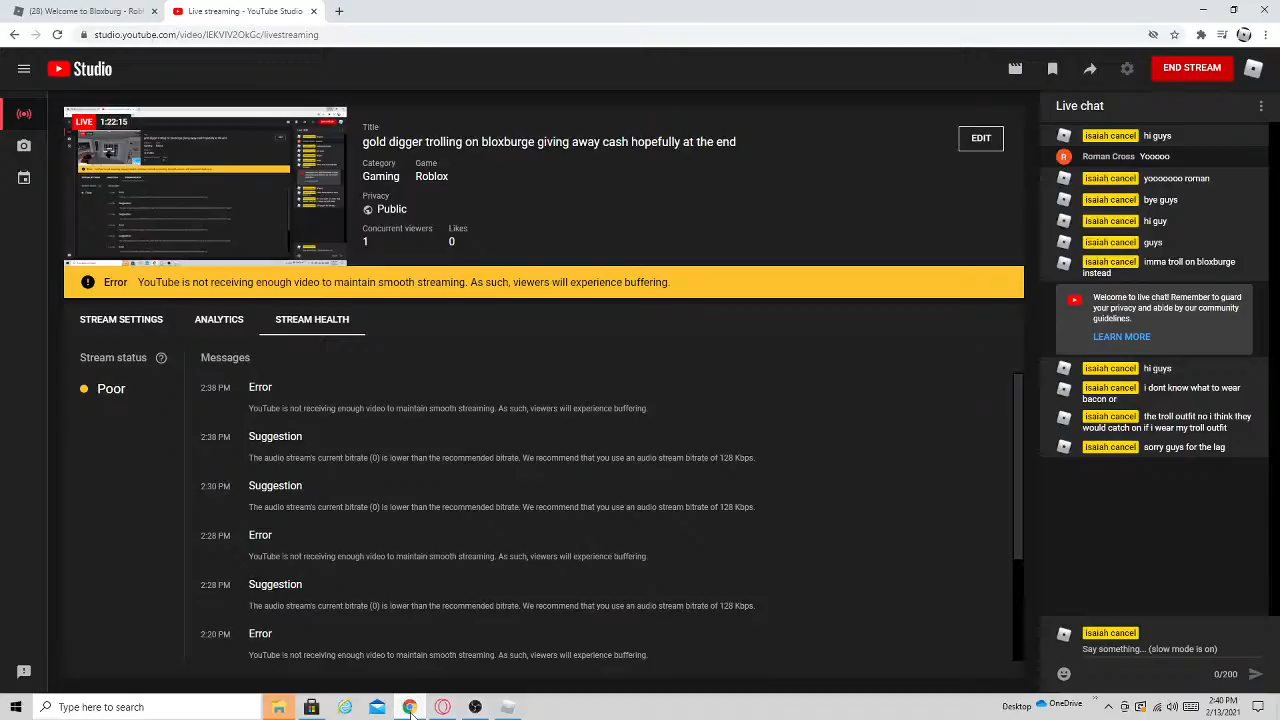 (28) Welcome to Bloxburg - Robl
Live streaming - YouTube Studio
studio.youtube.com/video/IEKVIV2OkGc/livestreaming
Studio
END STREAM
LIVE 1:22:15
Title
gold digger trolling on bloxburge giving away cash hopefully at the end
EDIT
Category Game
Gaming Roblox
Privacy
Public
Concurrent viewers Likes
1 0
Error YouTube is not receiving enough video to maintain smooth streaming. As such, viewers will experience buffering.
STREAM SETTINGS ANALYTICS STREAM HEALTH
Stream status
Poor
Messages
2:38 PM Error
YouTube is not receiving enough video to maintain smooth streaming. As such, viewers will experience buffering.
2:38 PM Suggestion
The audio stream's current bitrate (0) is lower than the recommended bitrate. We recommend that you use an audio stream bitrate of 128 Kbps.
2:30 PM Suggestion
The audio stream's current bitrate (0) is lower than the recommended bitrate. We recommend that you use an audio stream bitrate of 128 Kbps.
2:28 PM Error
YouTube is not receiving enough video to maintain smooth streaming. As such, viewers will experience buffering.
2:28 PM Suggestion
The audio stream's current bitrate (0) is lower than the recommended bitrate. We recommend that you use an audio stream bitrate of 128 Kbps.
2:20 PM Error
YouTube is not receiving enough video to maintain smooth streaming. As such, viewers will experience buffering.
Live chat
isaiah cancel hi guys
R Roman Cross Yooooo
isaiah cancel yooooooo roman
isaiah cancel bye guys
isaiah cancel hi guy
isaiah cancel guys
isaiah cancel imma troll on bloxburge
instead
Welcome to live chat! Remember to guard
your privacy and abide by our community
guidelines.
LEARN MORE
isaiah cancel hi guys
isaiah cancel i dont know what to wear
bacon or
isaiah cancel the troll outfit no i think they
would catch on if i wear my troll outfit
isaiah cancel sorry guys for the lag
isaiah cancel
Say something... (slow mode is on)
0/200
Type here to search
Desktop
OneDrive
2:40 PM
2/13/2021